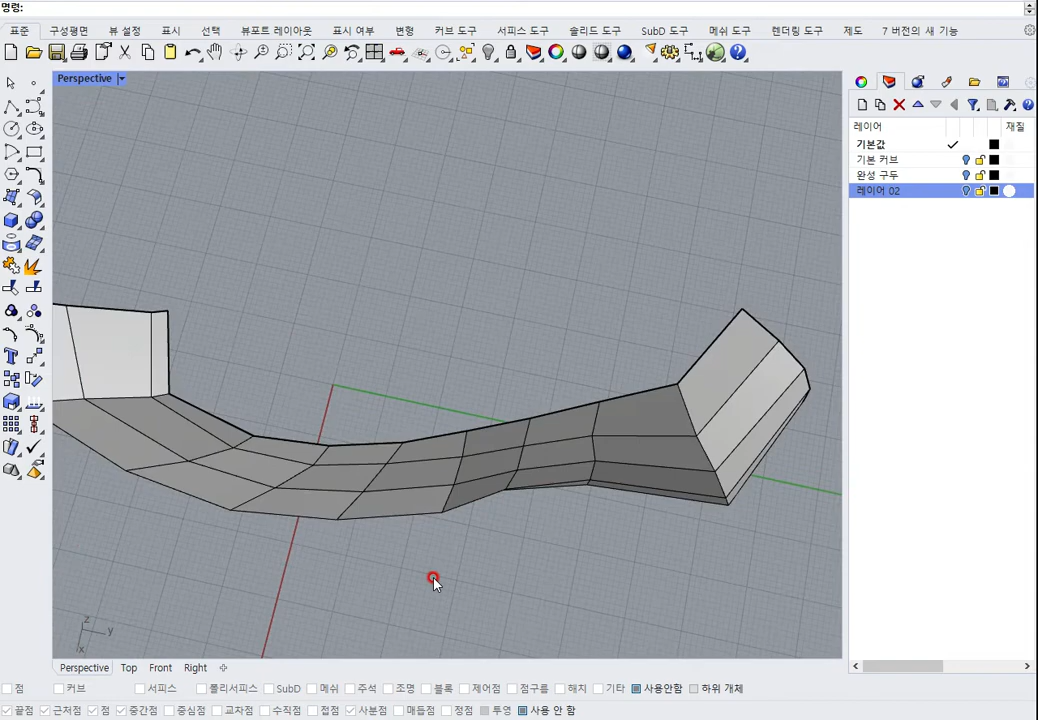 명령:
표준 구성평면 뷰 설정 표시 선택 뷰포트 레이아웃 표시 여부 변형 커브 도구 서피스 도구 솔리드 도구 SubD 도구 메쉬 도구 렌더링 도구 제도 7 버전의 새 기능
Perspective
레이어 재질
기본값
기본 커브
완성 구두
레이어 02
z
y
x
Perspective Top Front Right
점 커브 서피스 폴리서피스 SubD 메쉬 주석 조명 블록 제어점 점구름 해치 기타 사용안함 하위 개체
끝점 근처점 점 중간점 중심점 교차점 수직점 접점 사분점 매듭점 정점 투영 사용 안 함